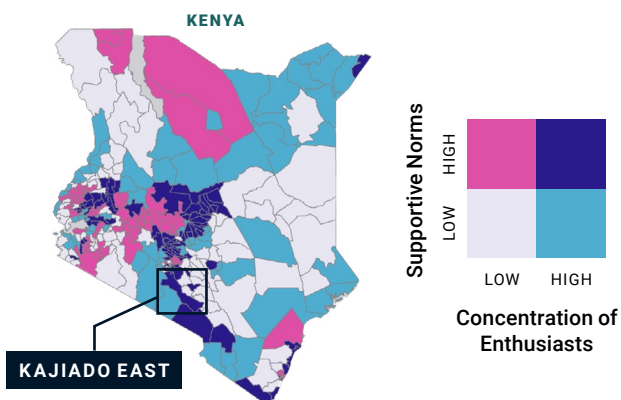 KENYA
KAJIADO EAST
Supportive Norms
HIGH
LOW
LOW
HIGH
Concentration of
Enthusiasts